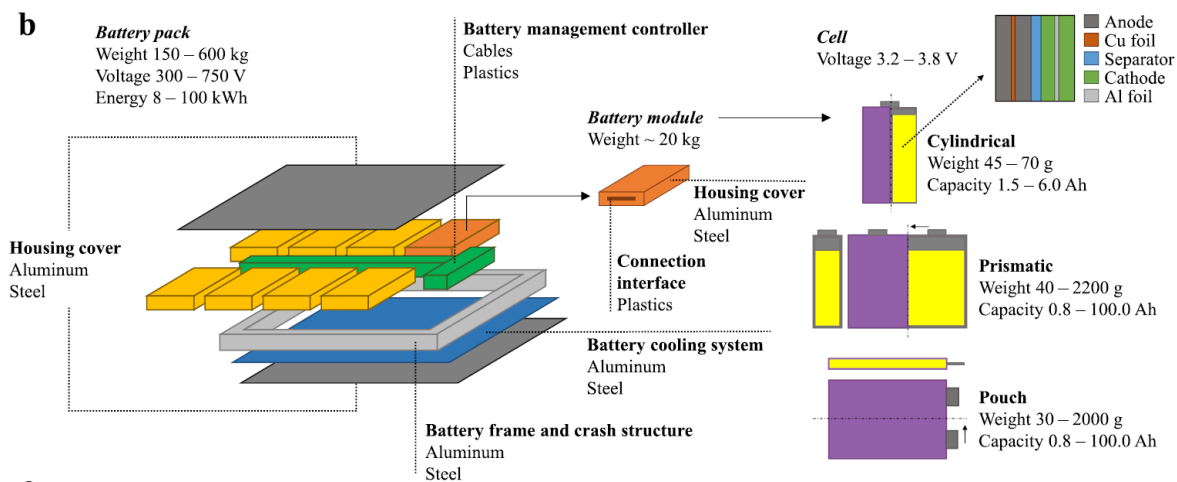 b
Battery pack
Weight 150 – 600 kg
Voltage 300 – 750 V
Energy 8 – 100 kWh
Battery management controller
Cables
Plastics
Cell
Voltage 3.2 – 3.8 V
Anode
Cu foil
Separator
Cathode
Al foil
Battery module
Weight ~ 20 kg
Cylindrical
Weight 45 – 70 g
Capacity 1.5 – 6.0 Ah
Housing cover
Aluminum
Steel
Housing cover
Aluminum
Steel
Connection
interface
Plastics
Prismatic
Weight 40 – 2200 g
Capacity 0.8 – 100.0 Ah
Battery cooling system
Aluminum
Steel
Pouch
Weight 30 – 2000 g
Capacity 0.8 – 100.0 Ah
Battery frame and crash structure
Aluminum
Steel